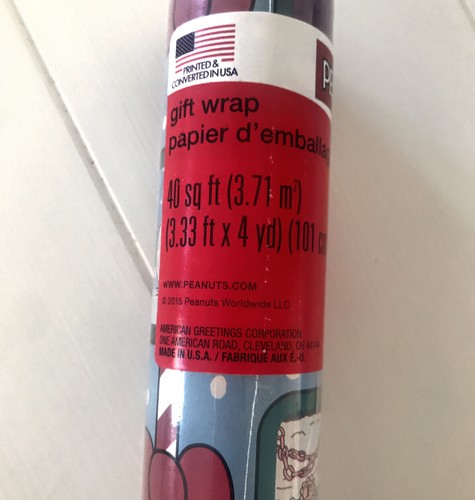 PRINTED &
CONVERTED IN USA
gift wrap
papier d'emballa
40 sq ft (3.71 m²)
(3.33 ft x 4 yd) (101 c
WWW.PEANUTS.COM
© 2015 Peanuts Worldwide LLC
AMERICAN GREETINGS CORPORATION
ONE AMERICAN ROAD, CLEVELAND, OH
MADE IN U.S.A. / FABRIQUÉ AUX É.-U.